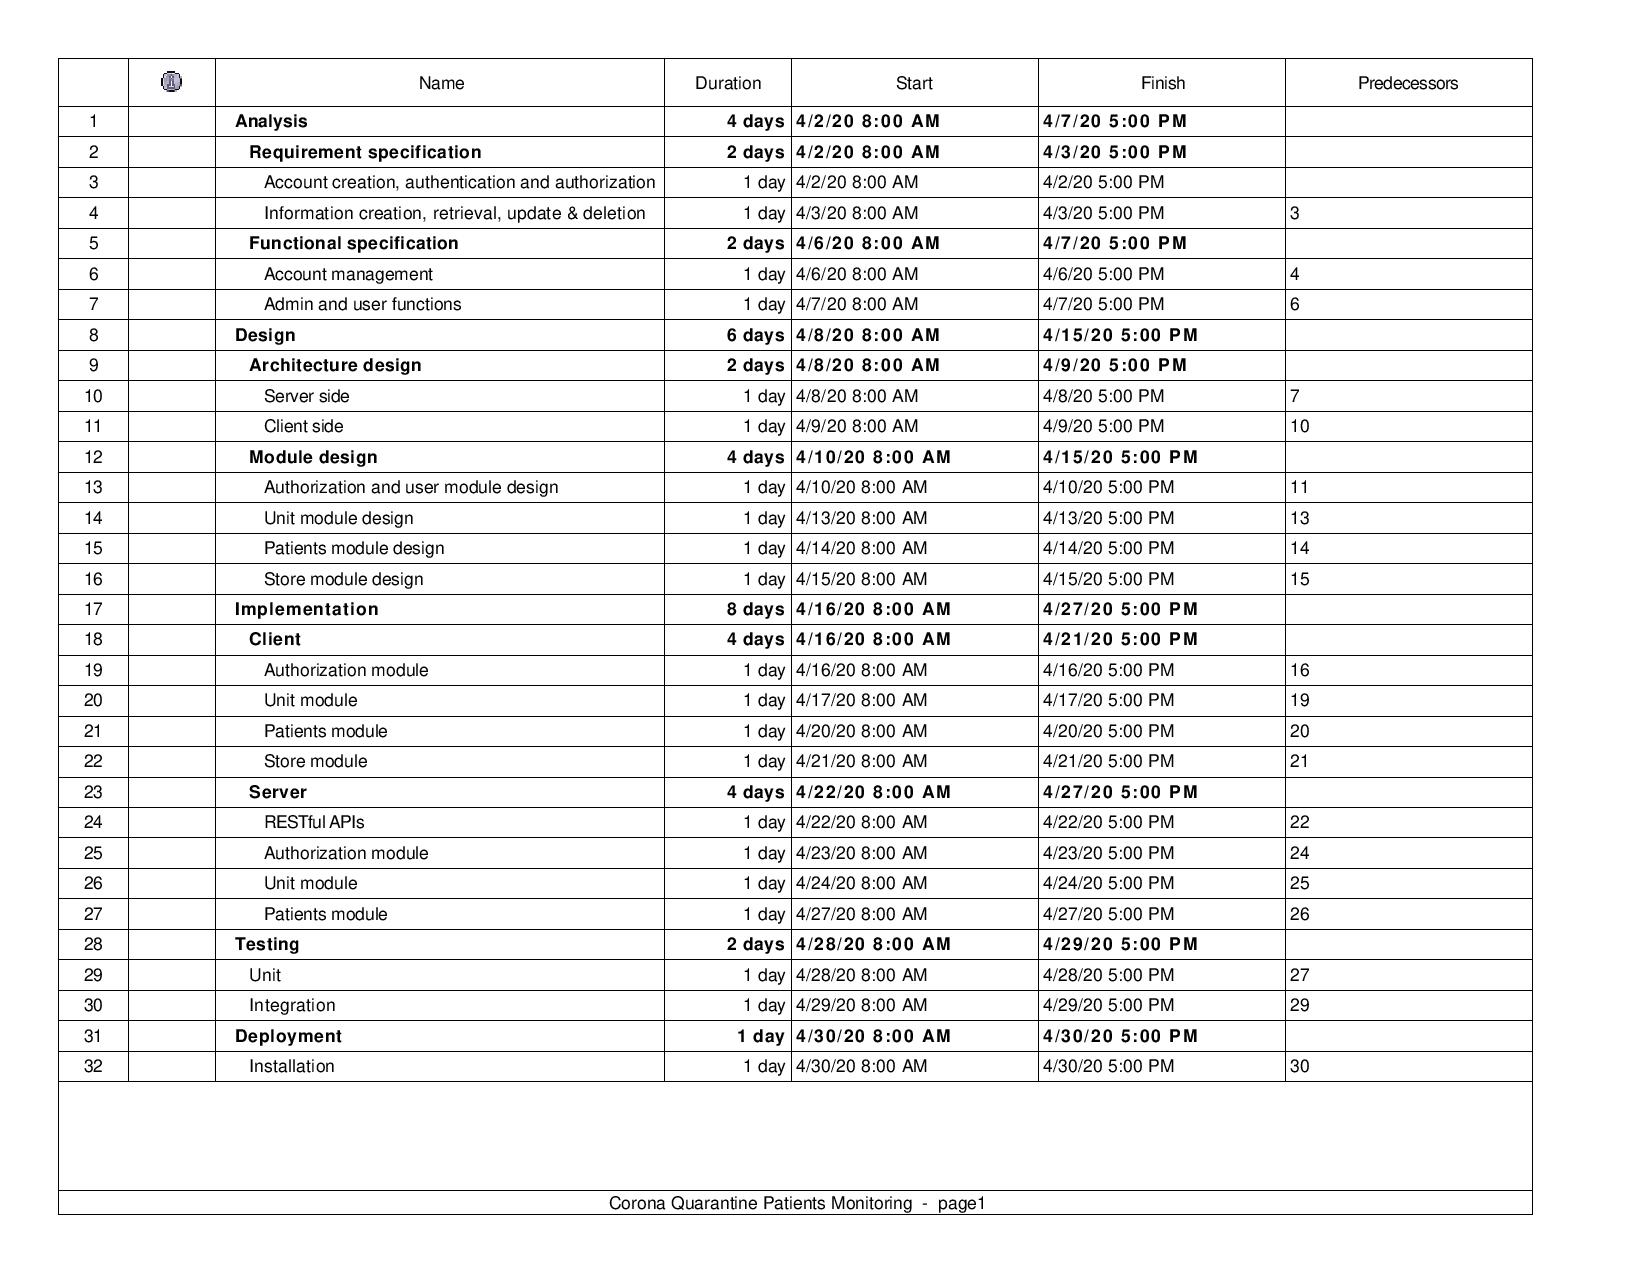 Name Duration Start Finish Predecessors
1 Analysis 4 days 4/2/20 8:00 AM 4/7/20 5:00 PM
2 Requirement specification 2 days 4/2/20 8:00 AM 4/3/20 5:00 PM
3 Account creation, authentication and authorization 1 day 4/2/20 8:00 AM 4/2/20 5:00 PM
4 Information creation, retrieval, update & deletion 1 day 4/3/20 8:00 AM 4/3/20 5:00 PM 3
5 Functional specification 2 days 4/6/20 8:00 AM 4/7/20 5:00 PM
6 Account management 1 day 4/6/20 8:00 AM 4/6/20 5:00 PM 4
7 Admin and user functions 1 day 4/7/20 8:00 AM 4/7/20 5:00 PM 6
8 Design 6 days 4/8/20 8:00 AM 4/15/20 5:00 PM
9 Architecture design 2 days 4/8/20 8:00 AM 4/9/20 5:00 PM
10 Server side 1 day 4/8/20 8:00 AM 4/8/20 5:00 PM 7
11 Client side 1 day 4/9/20 8:00 AM 4/9/20 5:00 PM 10
12 Module design 4 days 4/10/20 8:00 AM 4/15/20 5:00 PM
13 Authorization and user module design 1 day 4/10/20 8:00 AM 4/10/20 5:00 PM 11
14 Unit module design 1 day 4/13/20 8:00 AM 4/13/20 5:00 PM 13
15 Patients module design 1 day 4/14/20 8:00 AM 4/14/20 5:00 PM 14
16 Store module design 1 day 4/15/20 8:00 AM 4/15/20 5:00 PM 15
17 Implementation 8 days 4/16/20 8:00 AM 4/27/20 5:00 PM
18 Client 4 days 4/16/20 8:00 AM 4/21/20 5:00 PM
19 Authorization module 1 day 4/16/20 8:00 AM 4/16/20 5:00 PM 16
20 Unit module 1 day 4/17/20 8:00 AM 4/17/20 5:00 PM 19
21 Patients module 1 day 4/20/20 8:00 AM 4/20/20 5:00 PM 20
22 Store module 1 day 4/21/20 8:00 AM 4/21/20 5:00 PM 21
23 Server 4 days 4/22/20 8:00 AM 4/27/20 5:00 PM
24 RESTful APIs 1 day 4/22/20 8:00 AM 4/22/20 5:00 PM 22
25 Authorization module 1 day 4/23/20 8:00 AM 4/23/20 5:00 PM 24
26 Unit module 1 day 4/24/20 8:00 AM 4/24/20 5:00 PM 25
27 Patients module 1 day 4/27/20 8:00 AM 4/27/20 5:00 PM 26
28 Testing 2 days 4/28/20 8:00 AM 4/29/20 5:00 PM
29 Unit 1 day 4/28/20 8:00 AM 4/28/20 5:00 PM 27
30 Integration 1 day 4/29/20 8:00 AM 4/29/20 5:00 PM 29
31 Deployment 1 day 4/30/20 8:00 AM 4/30/20 5:00 PM
32 Installation 1 day 4/30/20 8:00 AM 4/30/20 5:00 PM 30
Corona Quarantine Patients Monitoring - page1